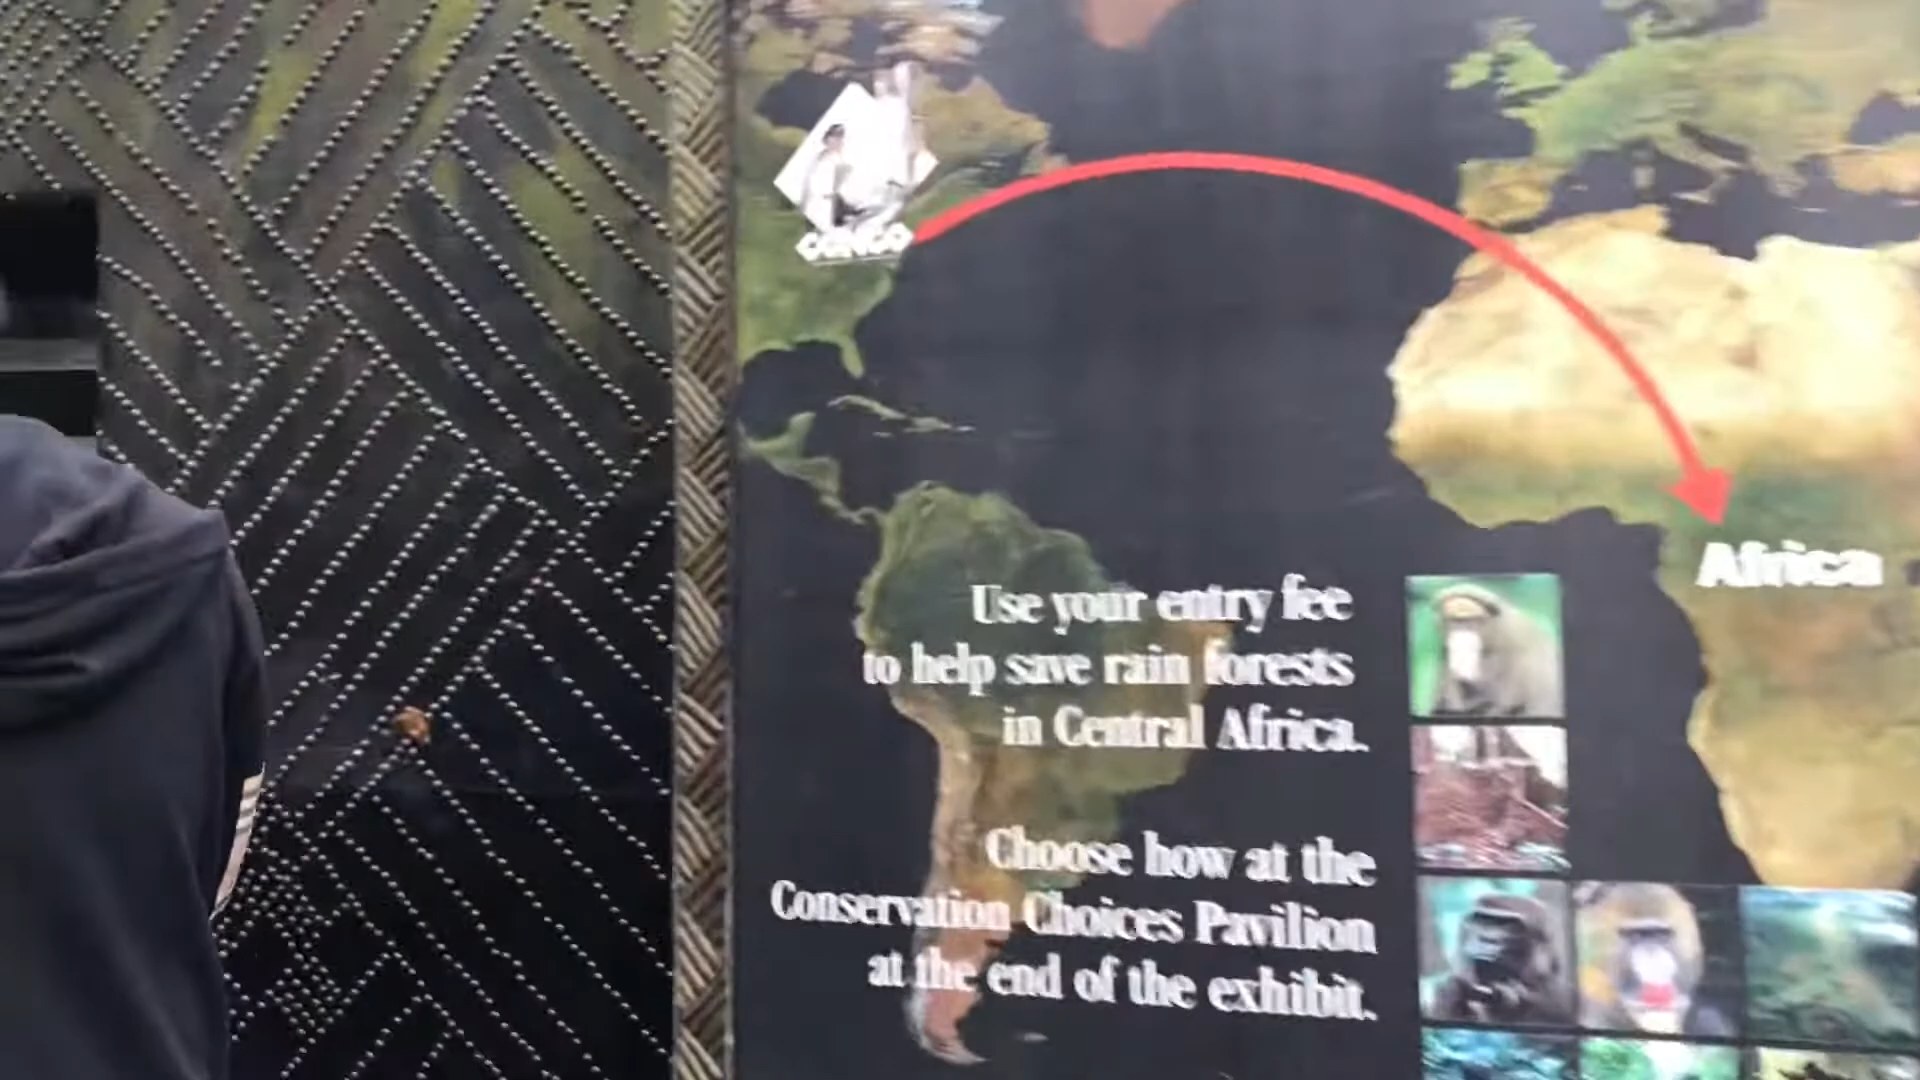 CONGO
Africa
Use your entry fee
to help save rain forests
in Central Africa.
Choose how at the
Conservation Choices Pavilion
at the end of the exhibit.